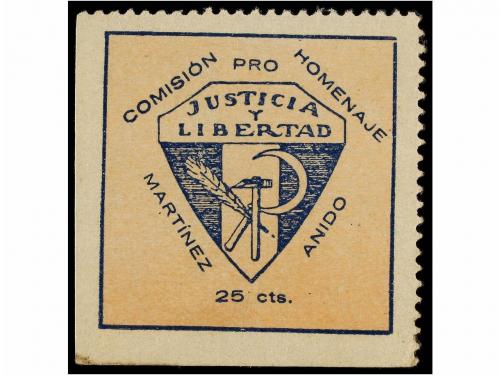 COMISIÓN PRO HOMENAJE
JUSTICIA
Y
LIBERTAD
MARTÍNEZ ANIDO
25 cts.